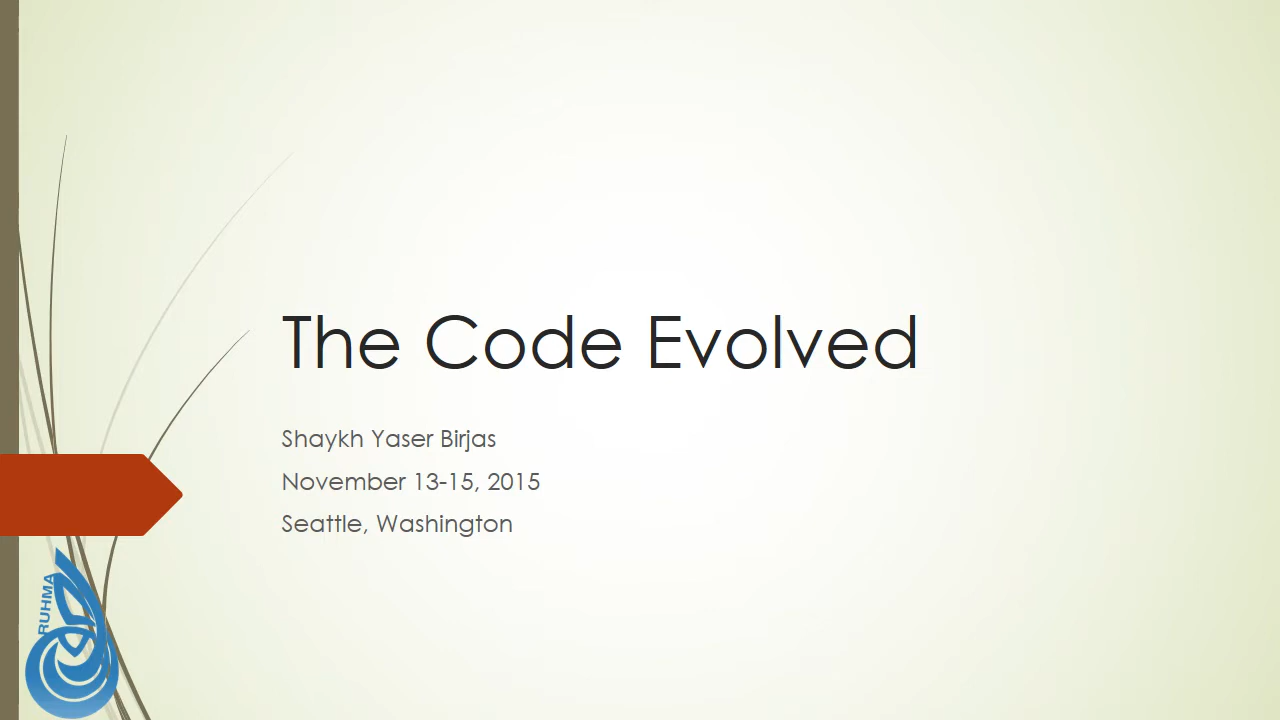 The Code Evolved
Shaykh Yaser Birjas
November 13-15, 2015
Seattle, Washington
RUHMA